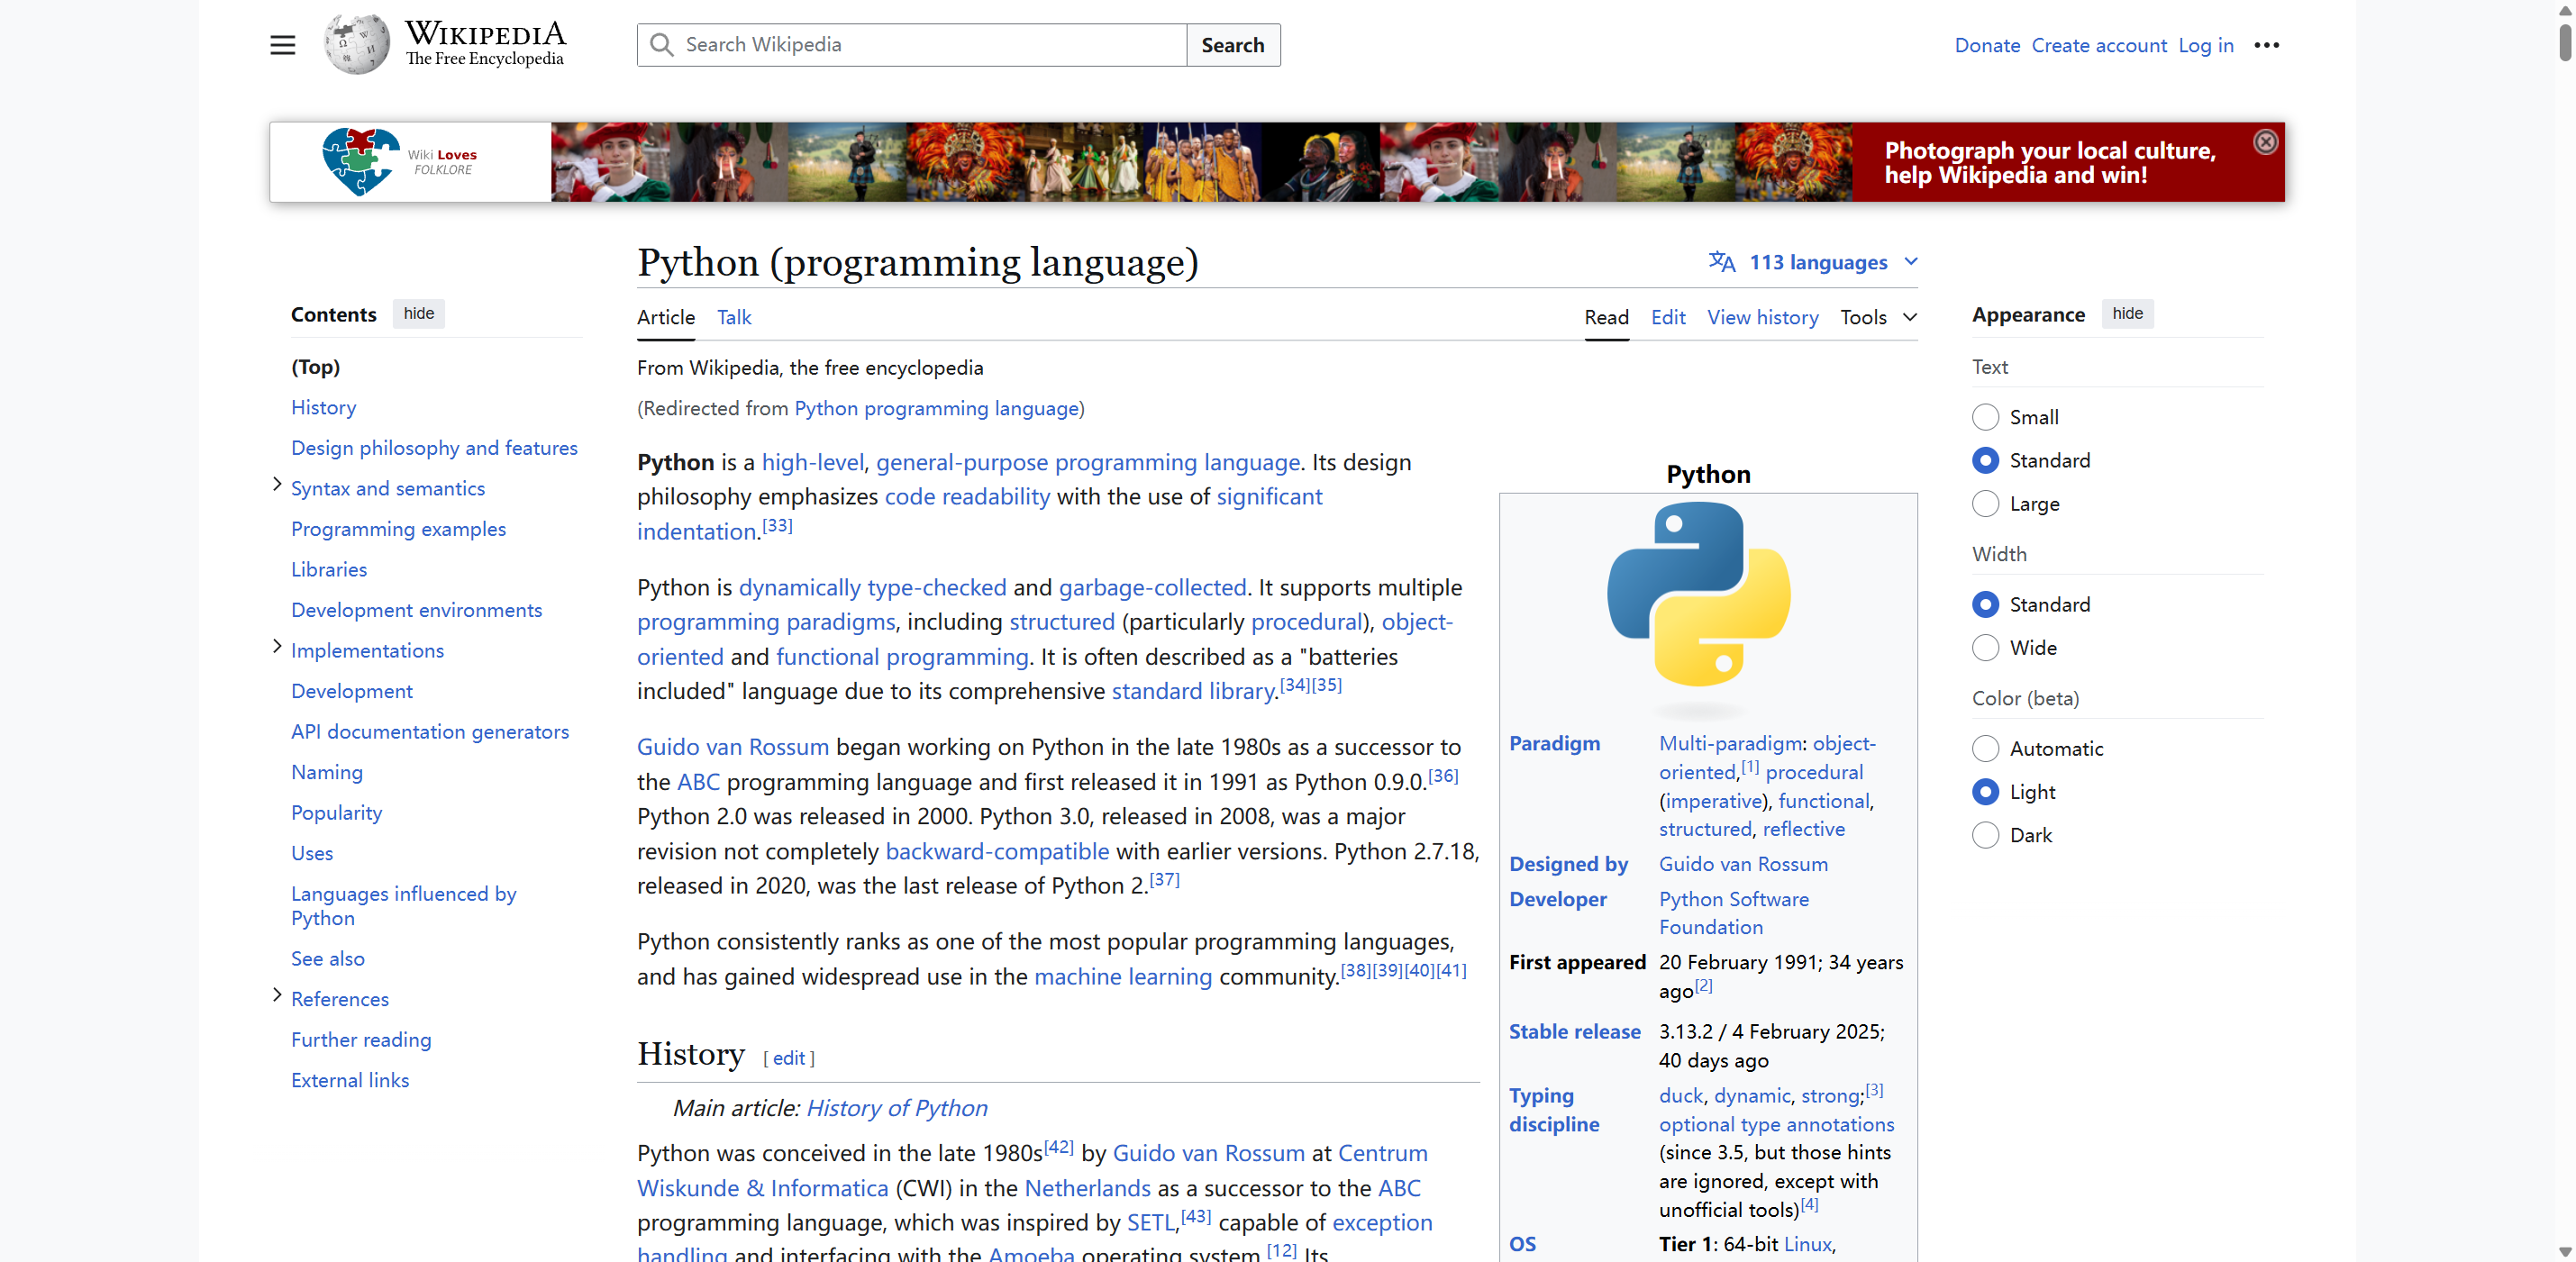 WIKIPEDIA
The Free Encyclopedia
Search Wikipedia
Search
Donate Create account Log in
Wiki Loves
FOLKLORE
Photograph your local culture,
help Wikipedia and win!
Python (programming language)
113 languages
Contents hide
(Top)
History
Design philosophy and features
Syntax and semantics
Programming examples
Libraries
Development environments
Implementations
Development
API documentation generators
Naming
Popularity
Uses
Languages influenced by
Python
See also
References
Further reading
External links
Article Talk
Read Edit View history Tools
From Wikipedia, the free encyclopedia
(Redirected from Python programming language)
Python is a high-level, general-purpose programming language. Its design
philosophy emphasizes code readability with the use of significant
indentation.[33]
Python is dynamically type-checked and garbage-collected. It supports multiple
programming paradigms, including structured (particularly procedural), object-
oriented and functional programming. It is often described as a "batteries
included" language due to its comprehensive standard library.[34][35]
Guido van Rossum began working on Python in the late 1980s as a successor to
the ABC programming language and first released it in 1991 as Python 0.9.0.[36]
Python 2.0 was released in 2000. Python 3.0, released in 2008, was a major
revision not completely backward-compatible with earlier versions. Python 2.7.18,
released in 2020, was the last release of Python 2.[37]
Python consistently ranks as one of the most popular programming languages,
and has gained widespread use in the machine learning community.[38][39][40][41]
History [ edit ]
Main article: History of Python
Python was conceived in the late 1980s[42] by Guido van Rossum at Centrum
Wiskunde & Informatica (CWI) in the Netherlands as a successor to the ABC
programming language, which was inspired by SETL,[43] capable of exception
handling and interfacing with the Amoeba operating system.[12] Its
Python
Paradigm Multi-paradigm: object-
oriented,[1] procedural
(imperative), functional,
structured, reflective
Designed by Guido van Rossum
Developer Python Software
Foundation
First appeared 20 February 1991; 34 years
ago[2]
Stable release 3.13.2 / 4 February 2025;
40 days ago
Typing duck, dynamic, strong;[3]
discipline optional type annotations
(since 3.5, but those hints
are ignored, except with
unofficial tools)[4]
OS Tier 1: 64-bit Linux,
Appearance hide
Text
Small
Standard
Large
Width
Standard
Wide
Color (beta)
Automatic
Light
Dark